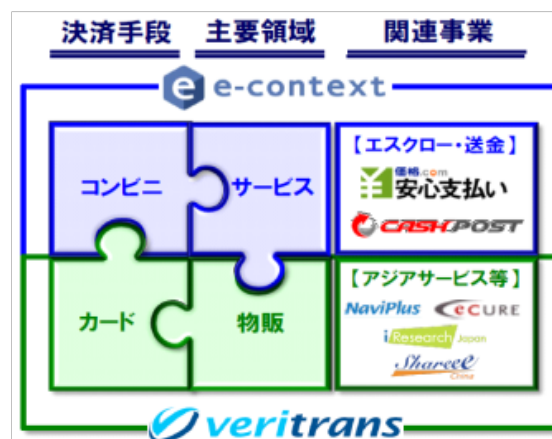 決済手段 主要領域 関連事業
e e-context
コンビニ サービス
【エスクロー・送金】
価格.com
安心支払い
CASHPOST
カード 物販
【アジアサービス等】
NaviPlus eCURE
iResearch Japan
Shareee
China
veritrans